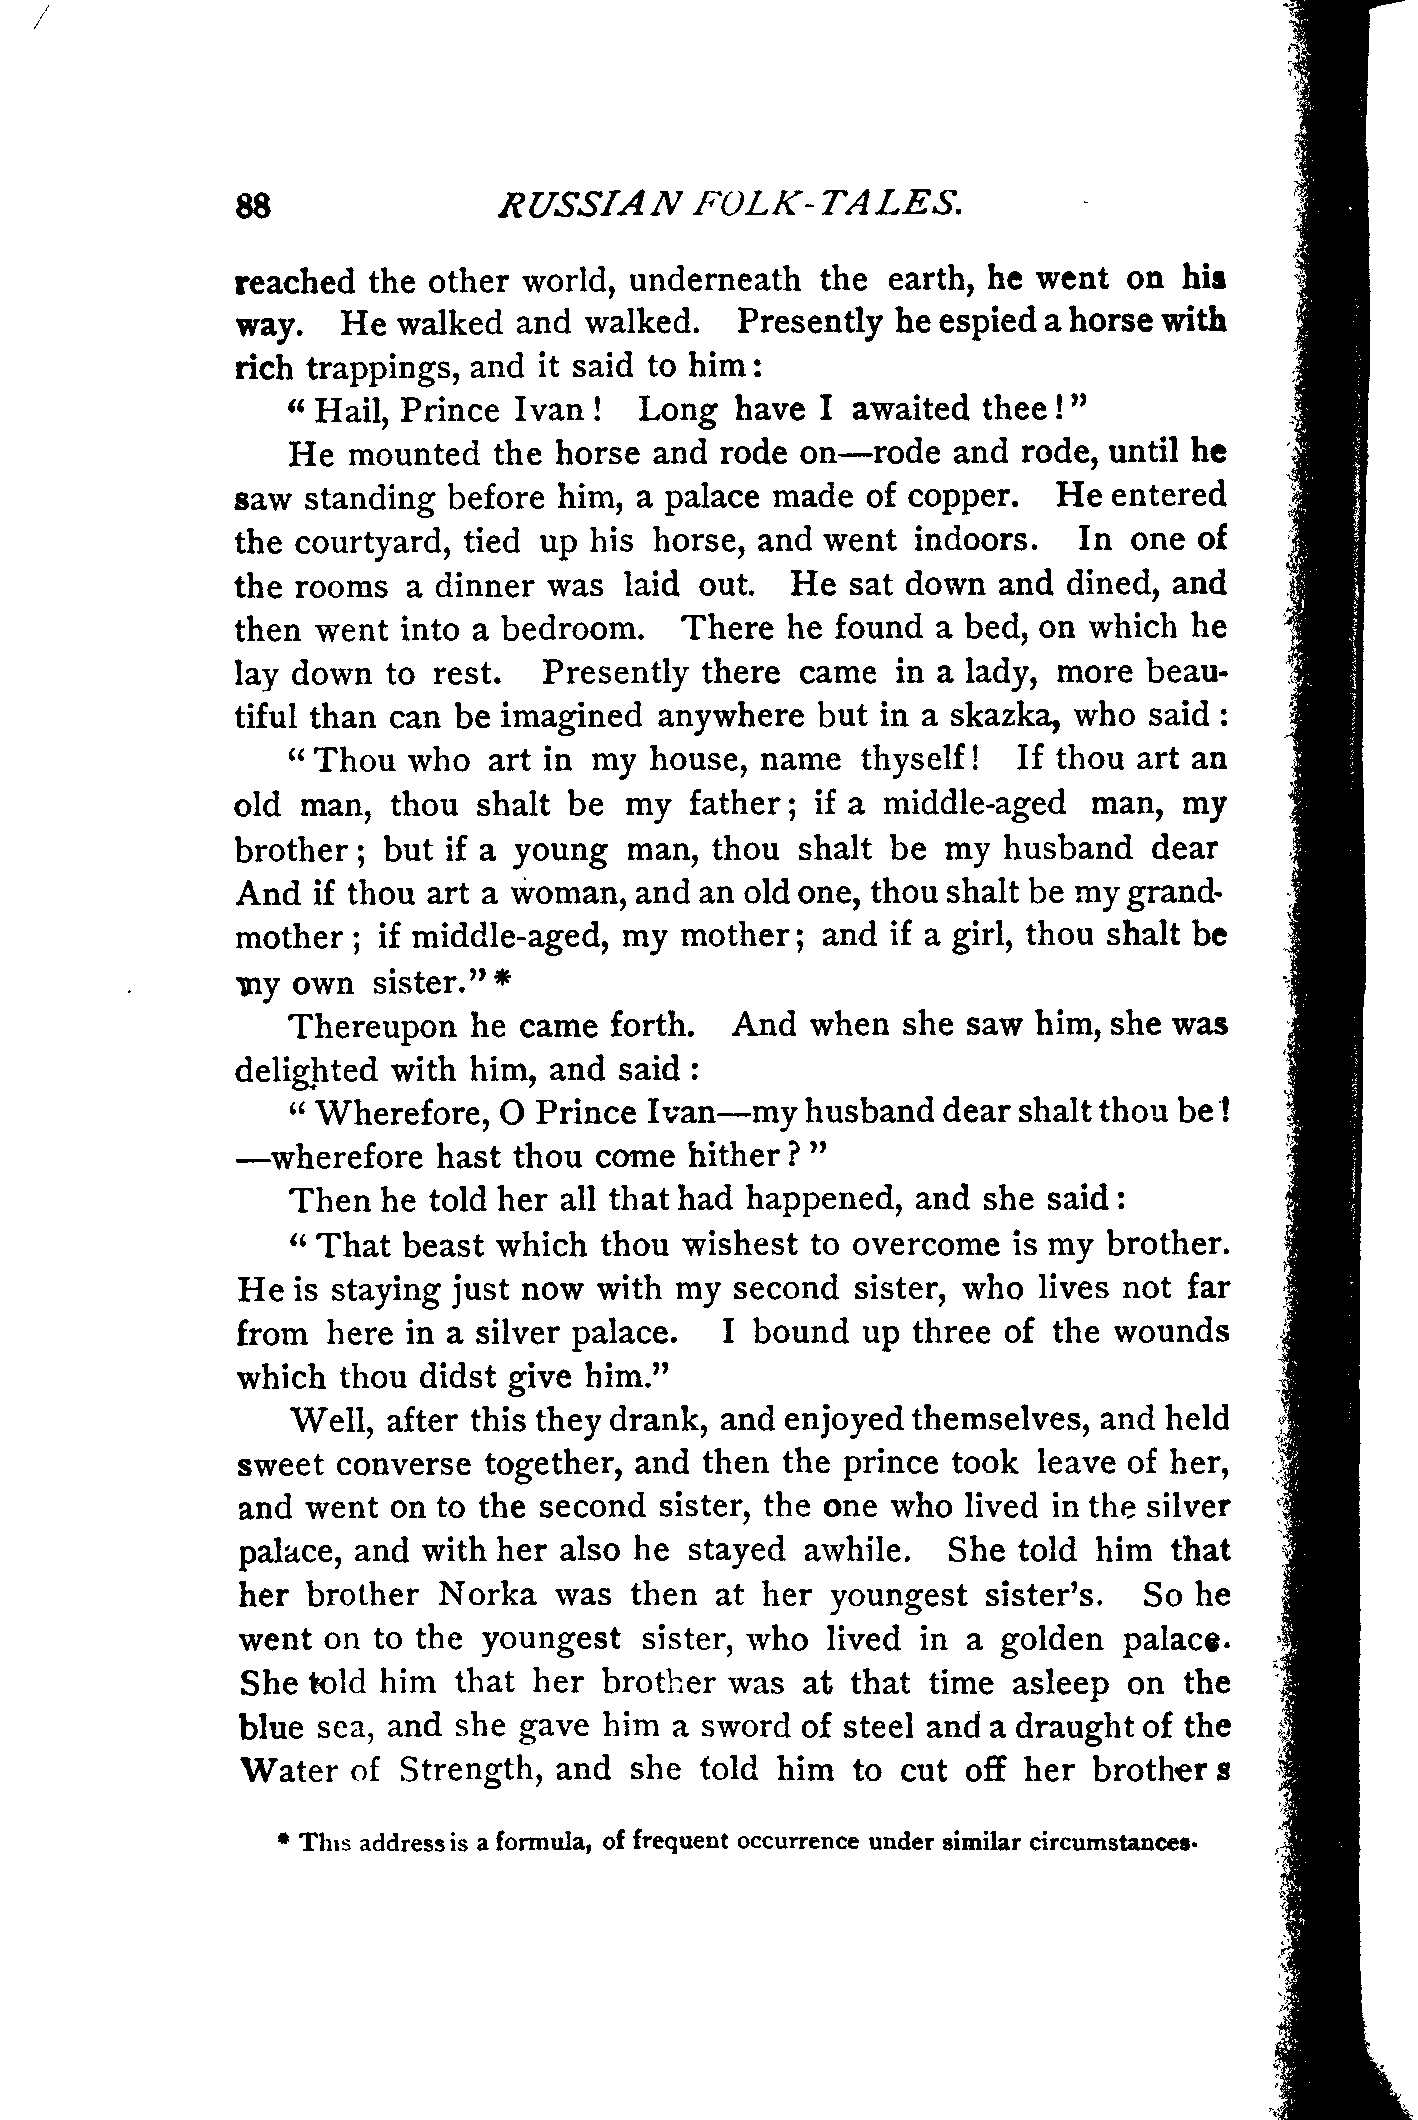 88 RUSSIAN FOLK-TALES.
reached the other world, underneath the earth, he went on his
way. He walked and walked. Presently he espied a horse with
rich trappings, and it said to him:
“Hail, Prince Ivan! Long have I awaited thee!”
He mounted the horse and rode on—rode and rode, until he
saw standing before him, a palace made of copper. He entered
the courtyard, tied up his horse, and went indoors. In one of
the rooms a dinner was laid out. He sat down and dined, and
then went into a bedroom. There he found a bed, on which he
lay down to rest. Presently there came in a lady, more beau-
tiful than can be imagined anywhere but in a skazka, who said:
“Thou who art in my house, name thyself! If thou art an
old man, thou shalt be my father; if a middle-aged man, my
brother; but if a young man, thou shalt be my husband dear
And if thou art a woman, and an old one, thou shalt be my grand-
mother; if middle-aged, my mother; and if a girl, thou shalt be
my own sister.”*
Thereupon he came forth. And when she saw him, she was
delighted with him, and said:
“Wherefore, O Prince Ivan—my husband dear shalt thou be!
—wherefore hast thou come hither?”
Then he told her all that had happened, and she said:
“That beast which thou wishest to overcome is my brother.
He is staying just now with my second sister, who lives not far
from here in a silver palace. I bound up three of the wounds
which thou didst give him.”
Well, after this they drank, and enjoyed themselves, and held
sweet converse together, and then the prince took leave of her,
and went on to the second sister, the one who lived in the silver
palace, and with her also he stayed awhile. She told him that
her brother Norka was then at her youngest sister's. So he
went on to the youngest sister, who lived in a golden palace.
She told him that her brother was at that time asleep on the
blue sea, and she gave him a sword of steel and a draught of the
Water of Strength, and she told him to cut off her brother s
* This address is a formula, of frequent occurrence under similar circumstances.